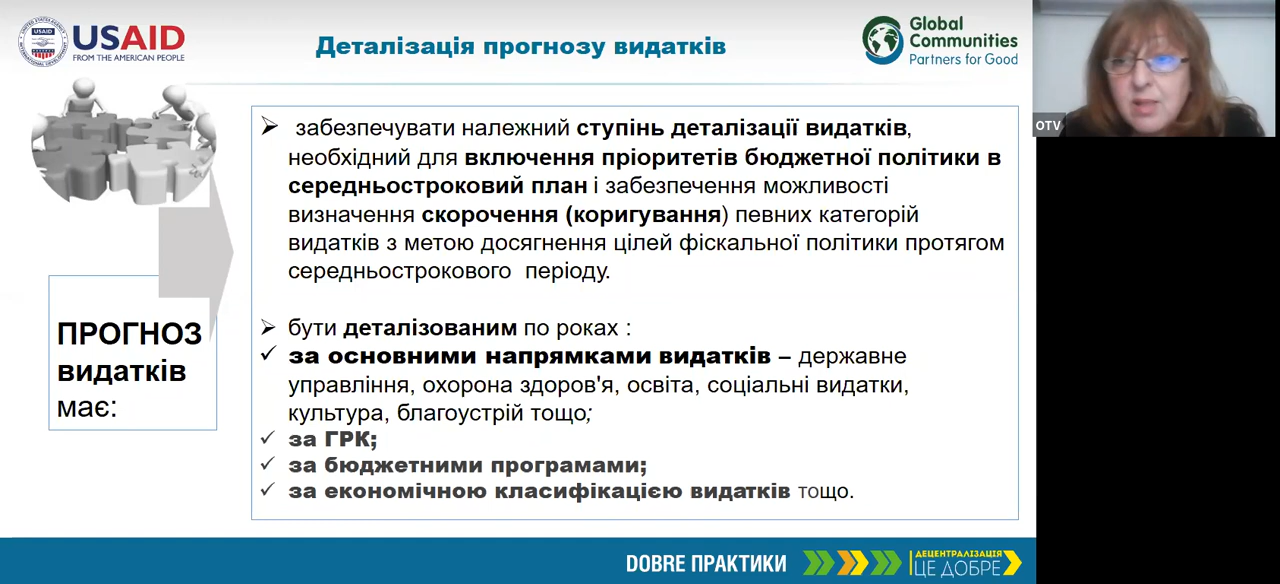 USAID
FROM THE AMERICAN PEOPLE
Деталізація прогнозу видатків
Global
Communities
Partners for Good
OTV
забезпечувати належний ступінь деталізації видатків,
необхідний для включення пріоритетів бюджетної політики в
середньостроковий план і забезпечення можливості
визначення скорочення (коригування) певних категорій
видатків з метою досягнення цілей фіскальної політики протягом
середньострокового періоду.
ПРОГНОЗ
видатків
має:
бути деталізованим по роках :
за основними напрямками видатків – державне
управління, охорона здоров'я, освіта, соціальні видатки,
культура, благоустрій тощо;
за ГРК;
за бюджетними програмами;
за економічною класифікацією видатків тощо.
DOBRE ПРАКТИКИ
ДЕЦЕНТРАЛІЗАЦІЯ
ЦЕ ДОБРЕ